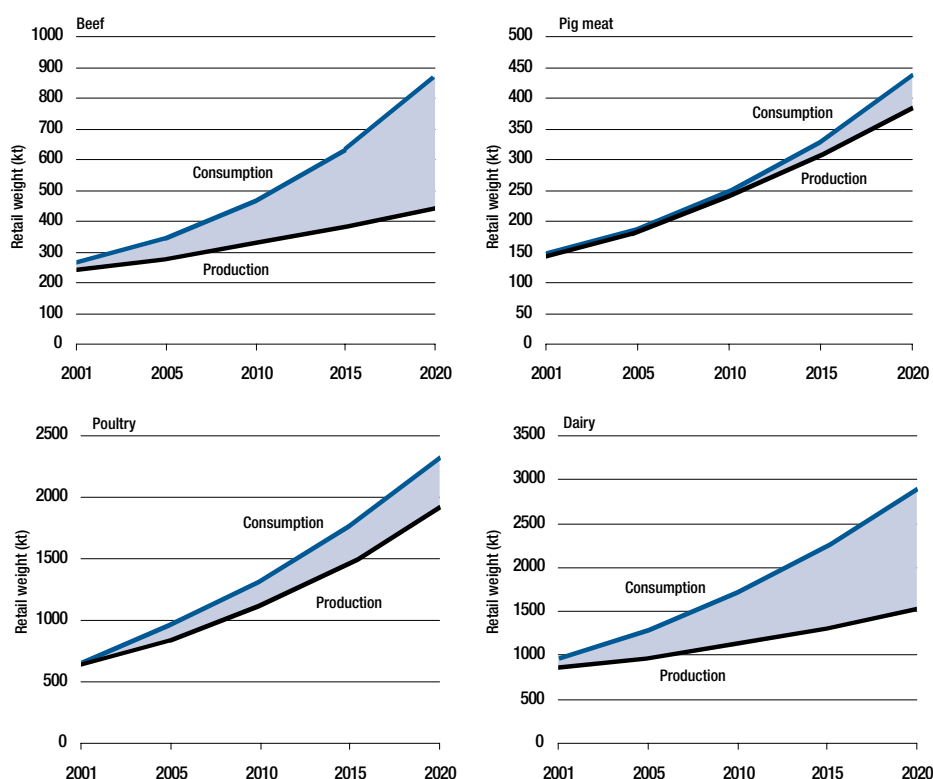 Beef
Retail weight (kt)
1000
900
800
700
600
500
400
300
200
100
0
Consumption
Production
2001 2005 2010 2015 2020
Pig meat
Retail weight (kt)
500
450
400
350
300
250
200
150
100
50
0
Consumption
Production
2001 2005 2010 2015 2020
Poultry
Retail weight (kt)
2500
2000
1500
1000
500
0
Consumption
Production
2001 2005 2010 2015 2020
Dairy
Retail weight (kt)
3500
3000
2500
2000
1500
1000
500
0
Consumption
Production
2001 2005 2010 2015 2020